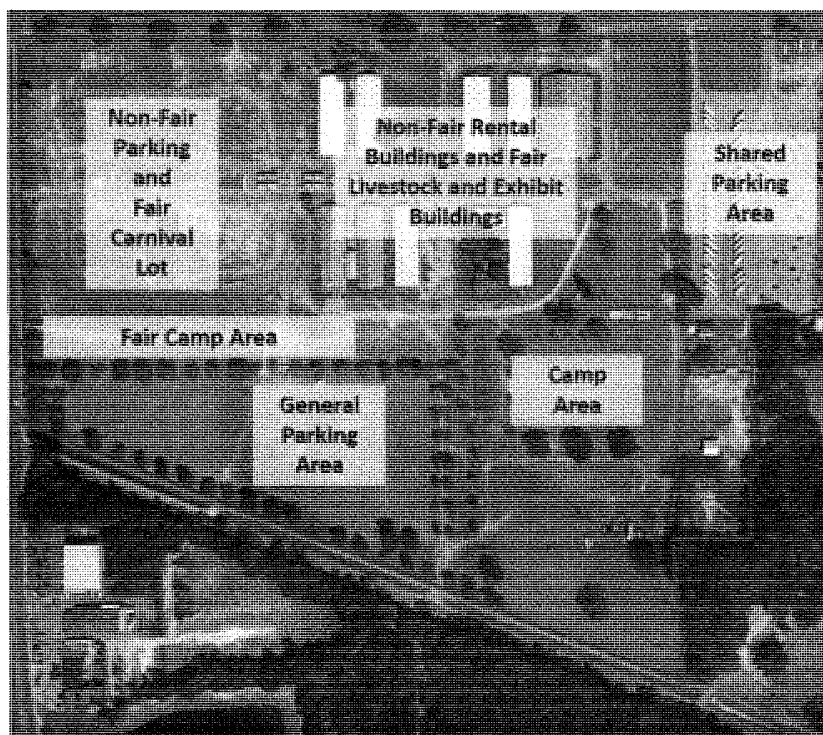 Non-Fair
Parking
and
Fair
Carnival
Lot
Non-Fair Rental
Buildings and Fair
Livestock and Exhibit
Buildings
Shared
Parking
Area
Fair Camp Area
Camp
Area
General
Parking
Area